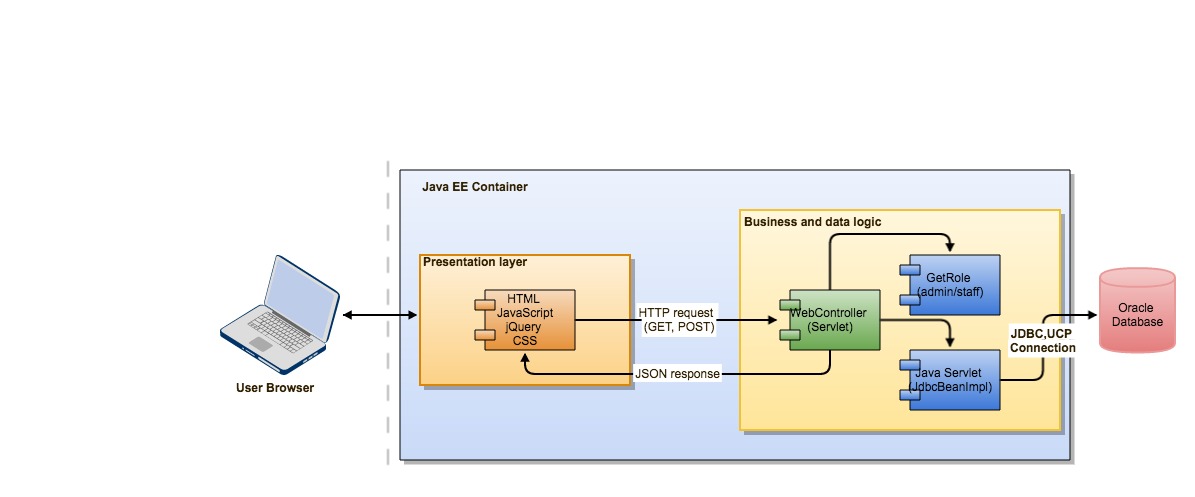 Java EE Container
Business and data logic
Presentation layer
HTML
JavaScript
jQuery
CSS
HTTP request
(GET, POST)
JSON response
WebController
(Servlet)
GetRole
(admin/staff)
Java Servlet
(JdbcBeanImpl)
JDBC,UCP
Connection
Oracle
Database
User Browser